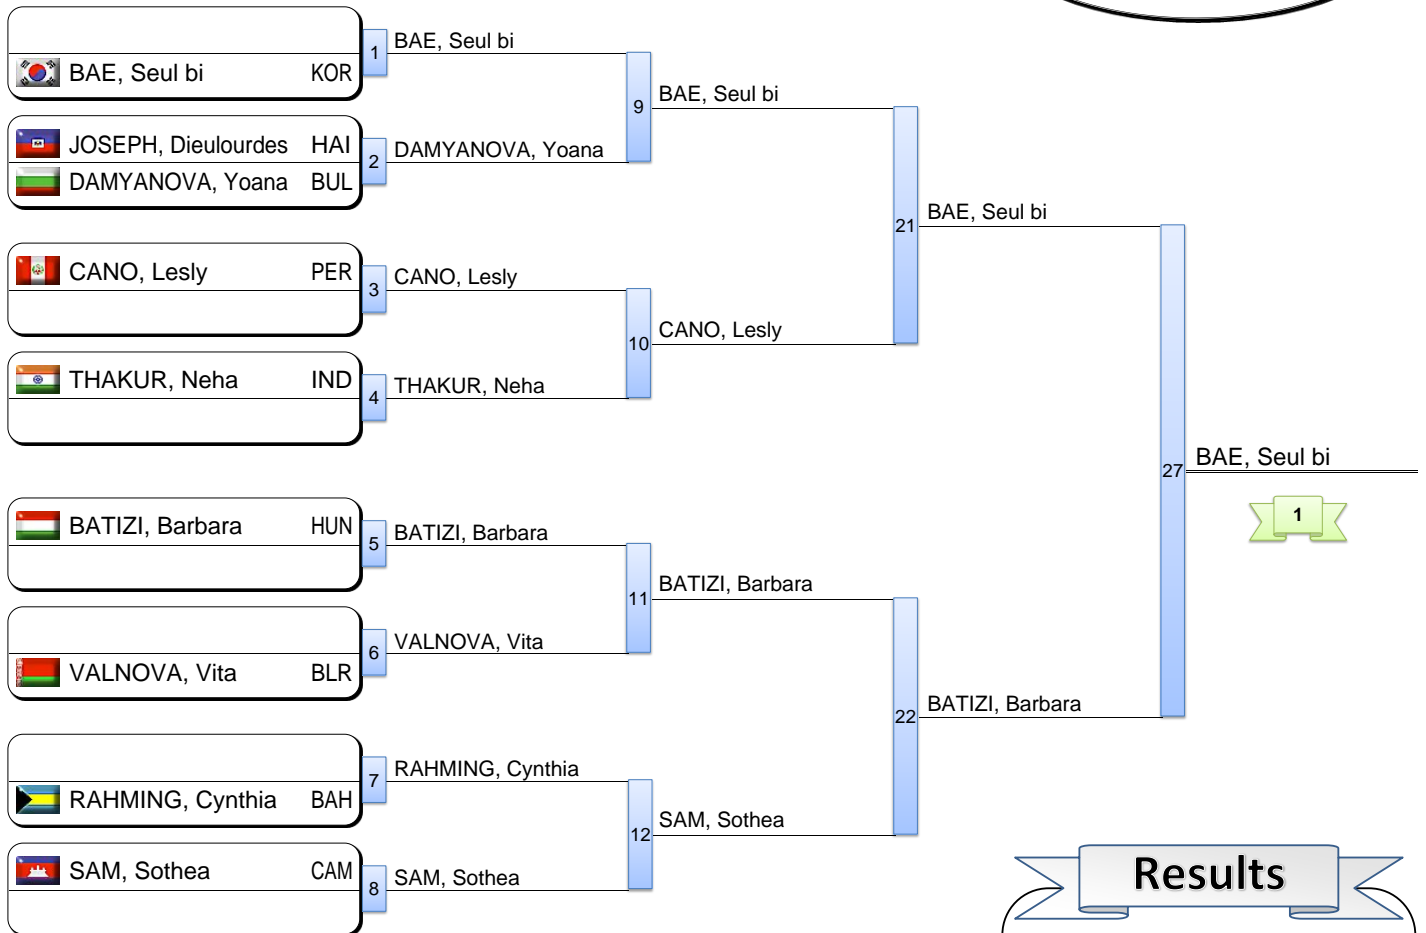 BAE, Seul bi KOR
JOSEPH, Dieulourdes HAI
DAMYANOVA, Yoana BUL
CANO, Lesly PER
THAKUR, Neha IND
BATIZI, Barbara HUN
VALNOVA, Vita BLR
RAHMING, Cynthia BAH
SAM, Sothea CAM
1 BAE, Seul bi
2 DAMYANOVA, Yoana
3 CANO, Lesly
4 THAKUR, Neha
5 BATIZI, Barbara
6 VALNOVA, Vita
7 RAHMING, Cynthia
8 SAM, Sothea
9 BAE, Seul bi
10 CANO, Lesly
11 BATIZI, Barbara
12 SAM, Sothea
21 BAE, Seul bi
22 BATIZI, Barbara
27 BAE, Seul bi
1
Results